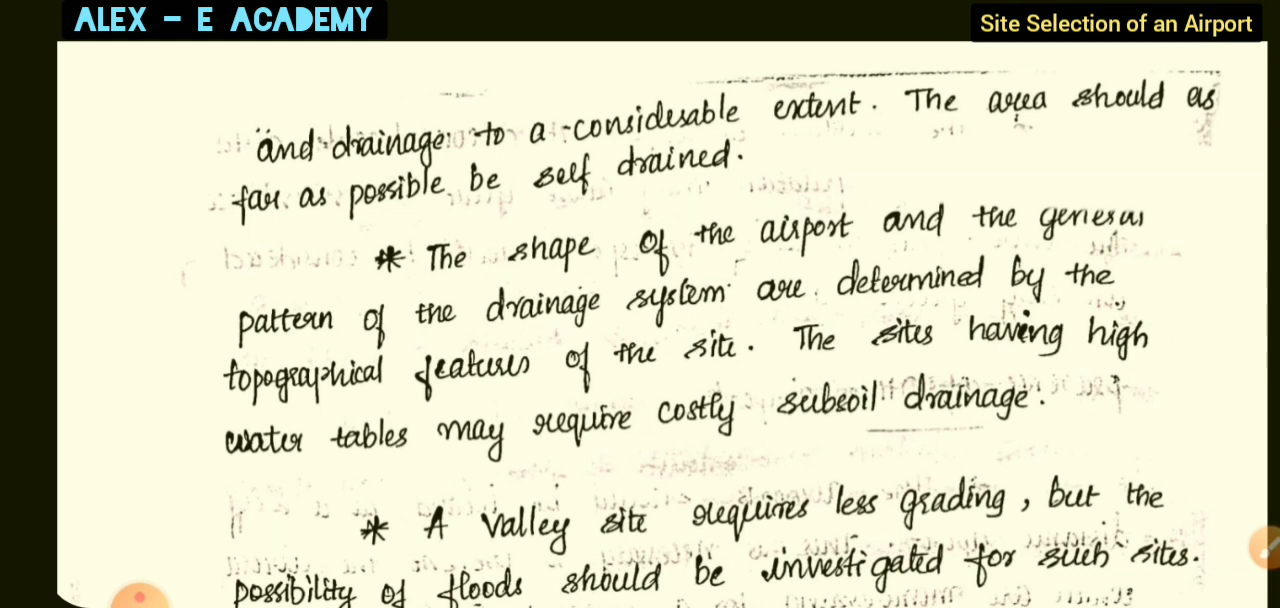 ALEX – E ACADEMY
Site Selection of an Airport
and drainage to a considerable extent. The area should as
far as possible be self drained.
* The shape of the airport and the general
pattern of the drainage system are determined by the
topographical features of the site. The sites having high
water tables may require costly subsoil drainage.
* A Valley site requires less grading, but the
possibility of floods should be investigated for such sites.